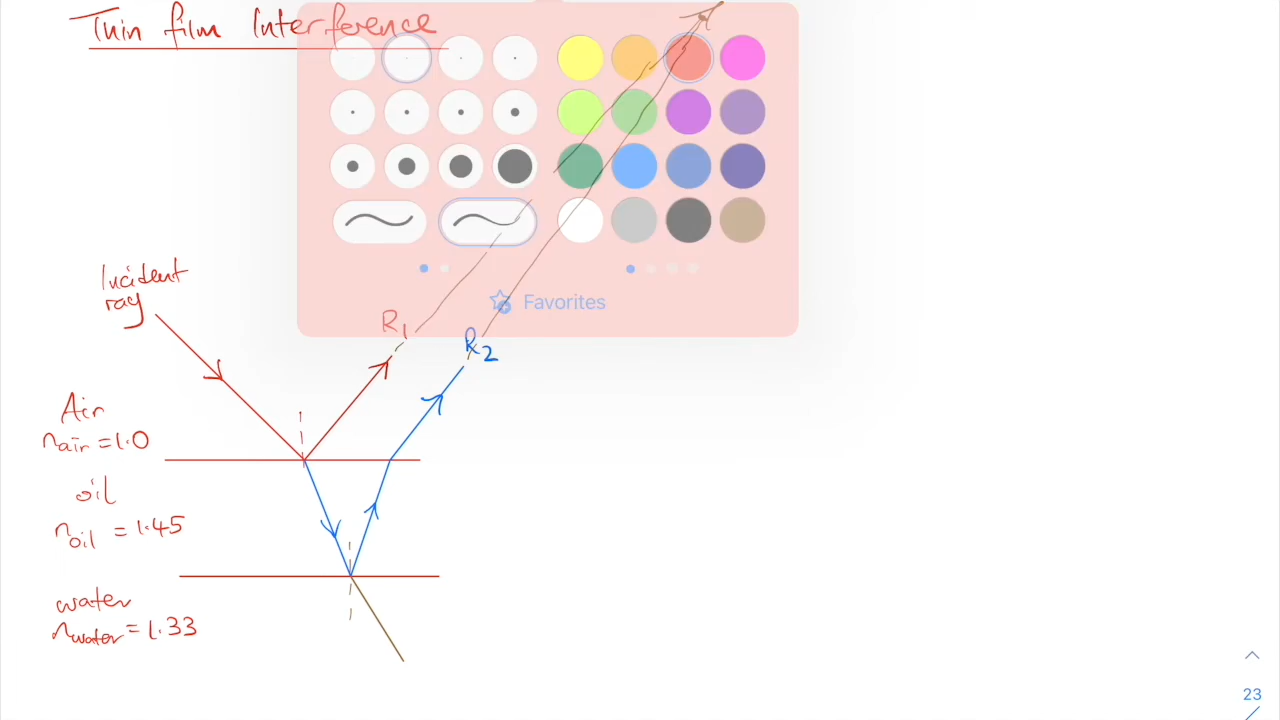 Thin film Interference
Favorites
Incident
ray
R1
R2
Air
nair = 1.0
oil
noil = 1.45
water
nwater = 1.33
23